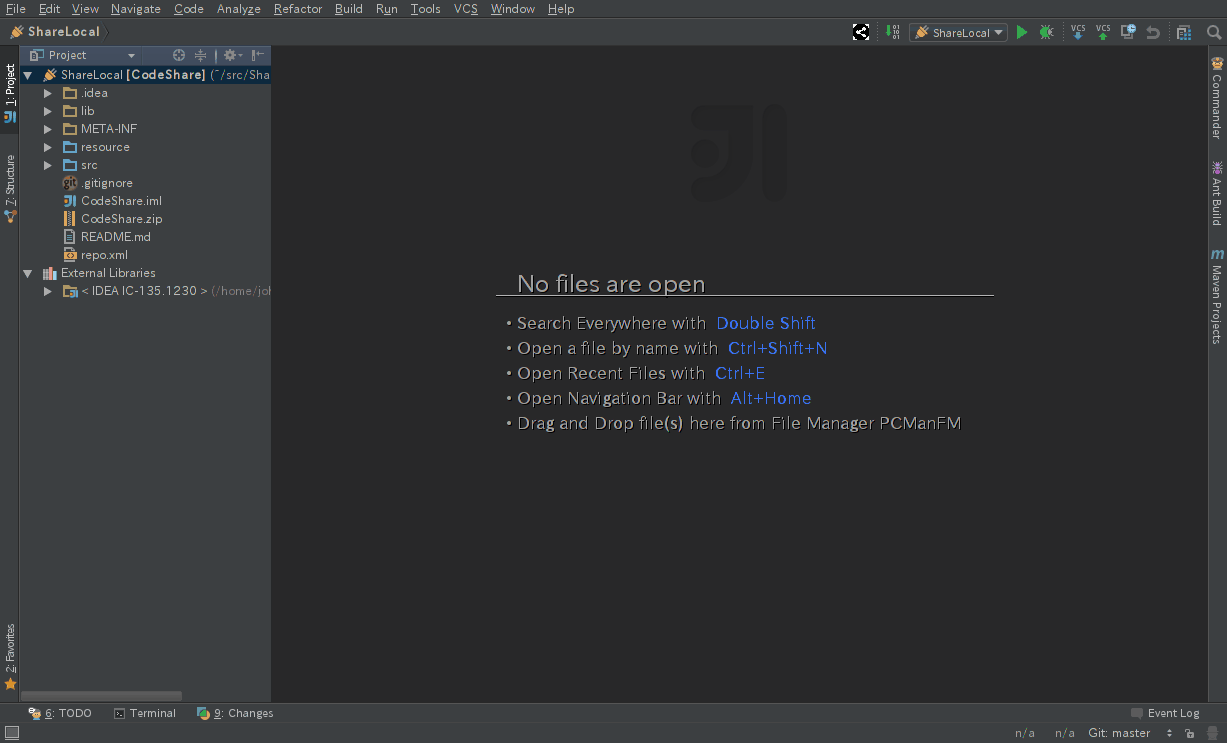 File Edit View Navigate Code Analyze Refactor Build Run Tools VCS Window Help
ShareLocal
ShareLocal
VCS VCS
Project
ShareLocal [CodeShare] (~/src/Sha
.idea
lib
META-INF
resource
src
.gitignore
CodeShare.iml
CodeShare.zip
README.md
repo.xml
External Libraries
< IDEA IC-135.1230 > (/home/joh
1: Project
7: Structure
2: Favorites
No files are open
• Search Everywhere with Double Shift
• Open a file by name with Ctrl+Shift+N
• Open Recent Files with Ctrl+E
• Open Navigation Bar with Alt+Home
• Drag and Drop file(s) here from File Manager PCManFM
Commander
Ant Build
m Maven Projects
6: TODO Terminal 9: Changes Event Log
n/a n/a Git: master